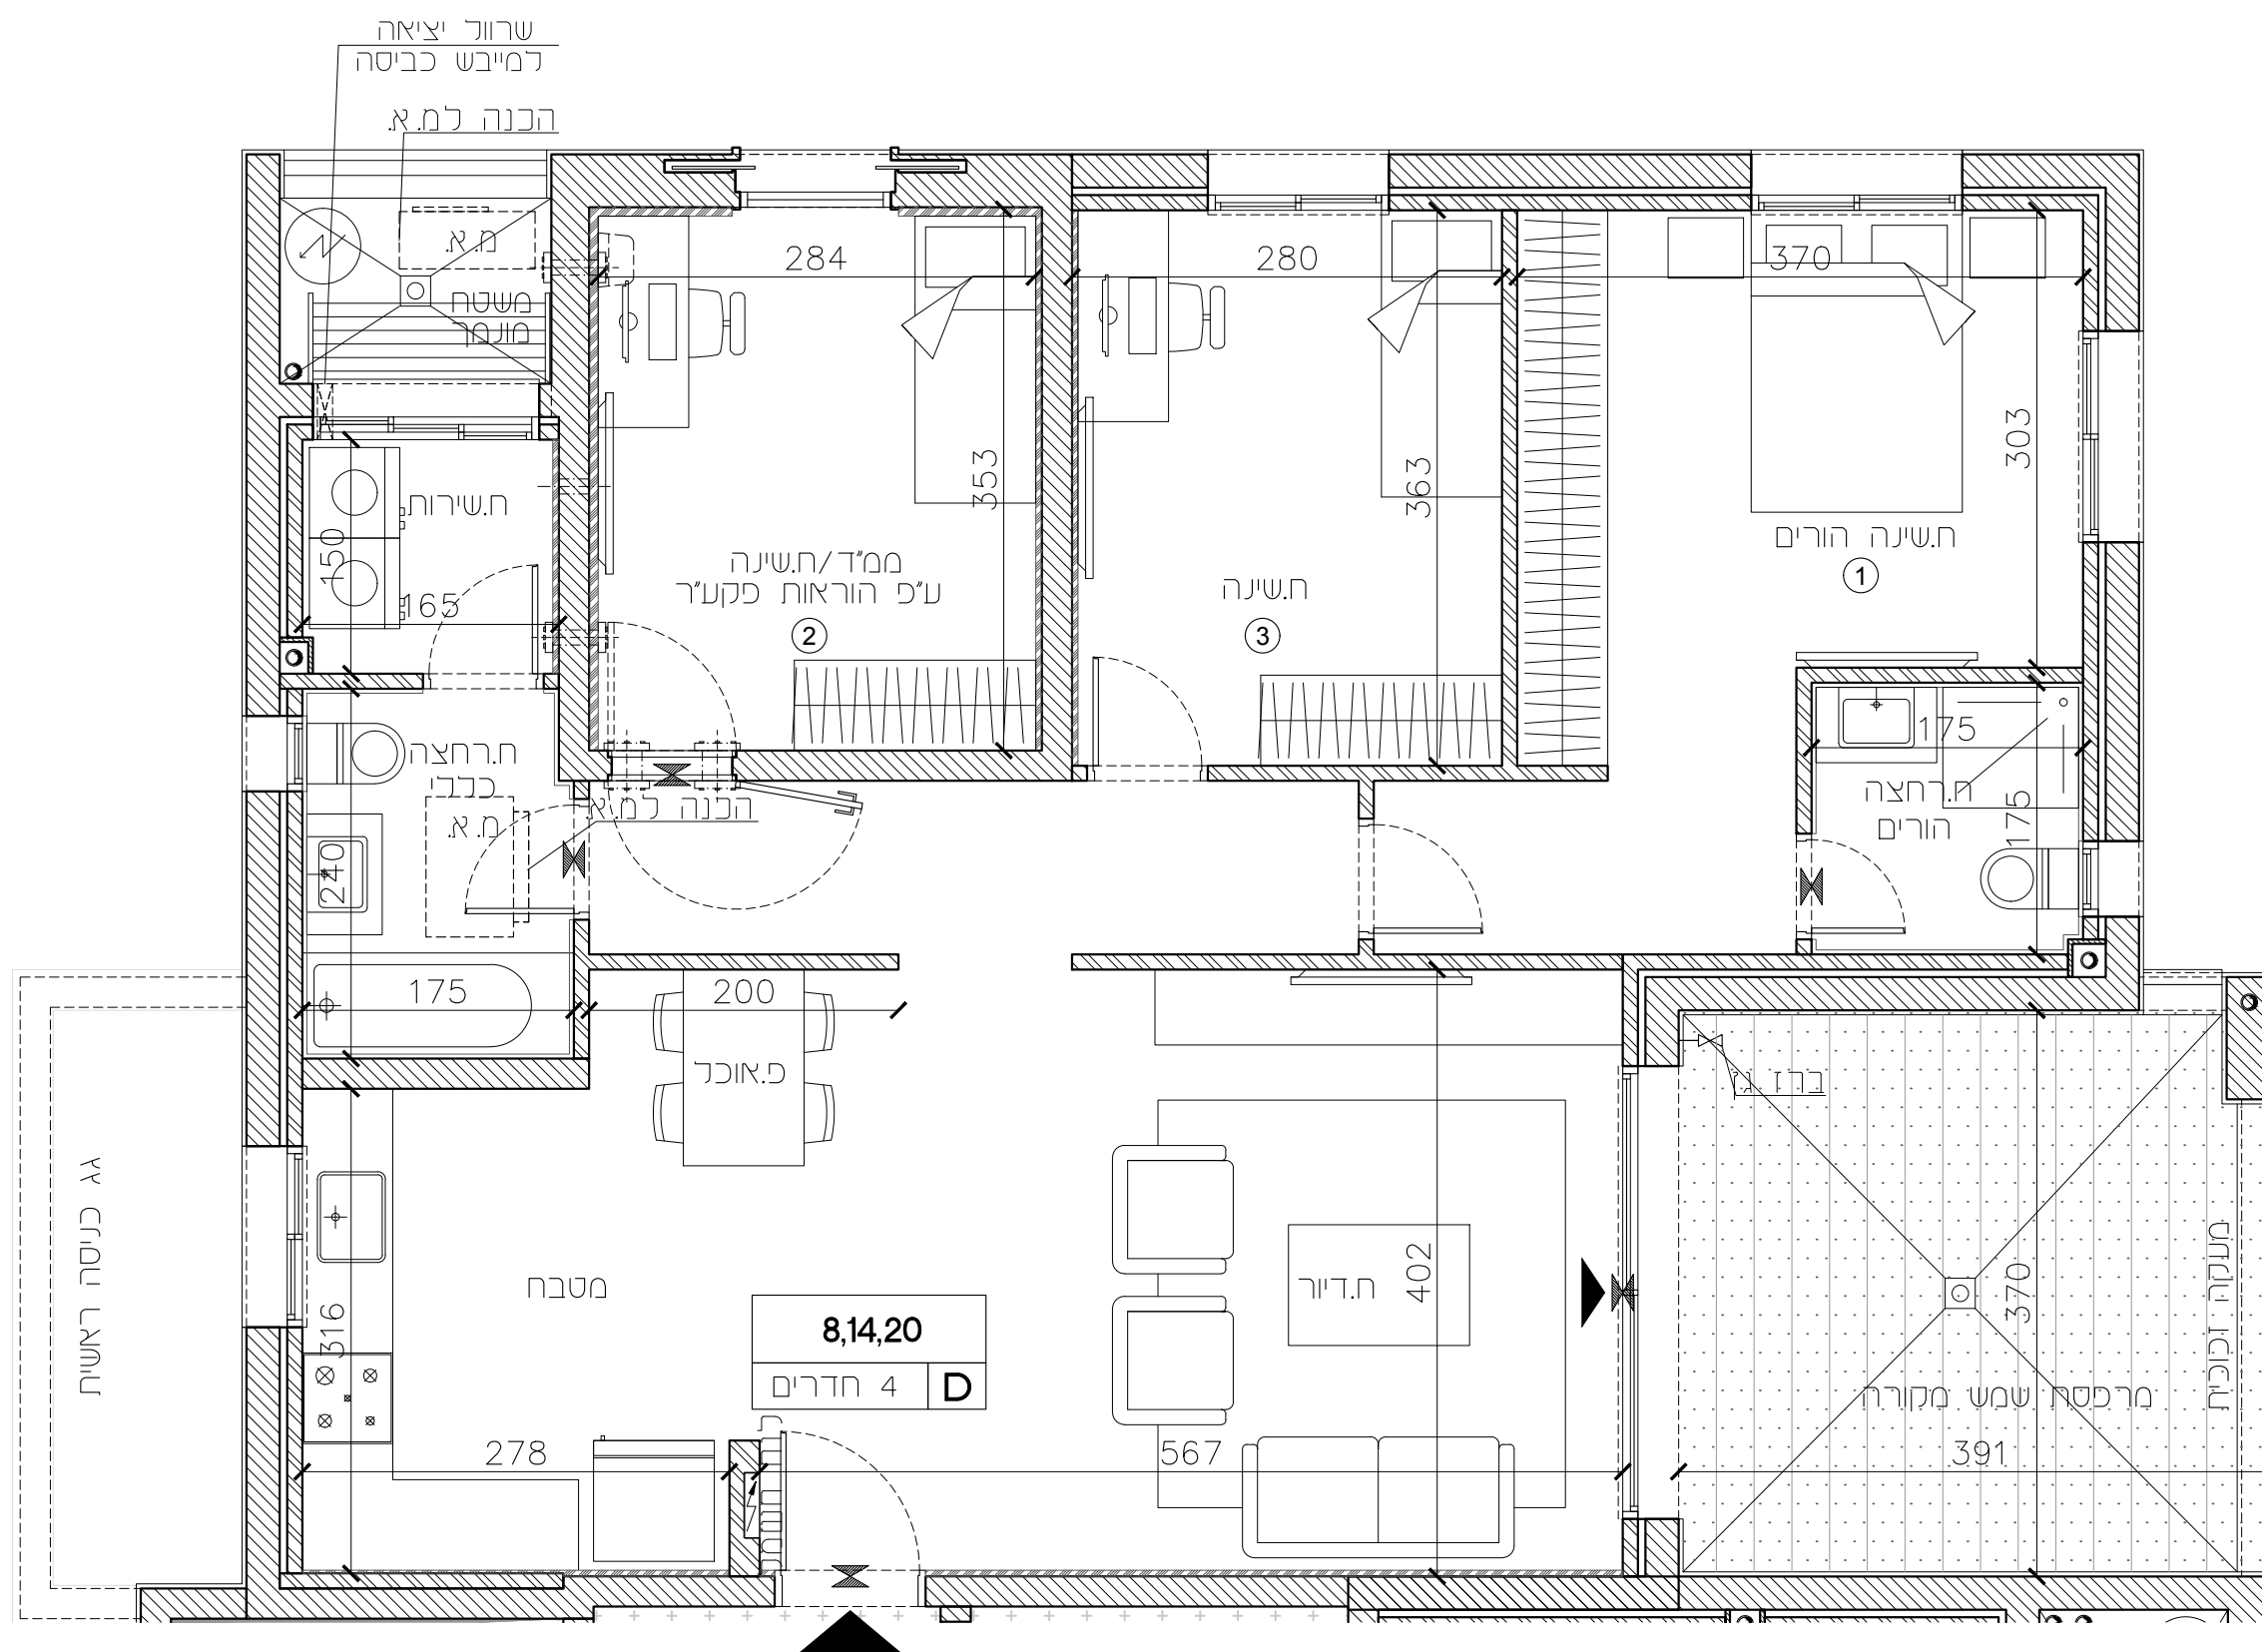 שרוול יציאה
למייבש כביסה
הכנה למ.א.
מ.א.
משטח
מונמך
284
280
370
353
363
303
ח.שירות
150
165
ממ"ד/ח.שינה
ע"פ הוראות פקע"ר
2
ח.שינה
3
ח.שינה הורים
1
175
ח.רחצה
הורים
175
ח.רחצה
כללי
מ.א.
הכנה למ.א.
240
175
200
פ.אוכל
ברז גן
גג כניסה ראשית
316
מטבח
8,14,20
4 חדרים
D
ח.דיור
402
370
מעקה זכוכית
מרפסת שמש מקורה
278
567
391